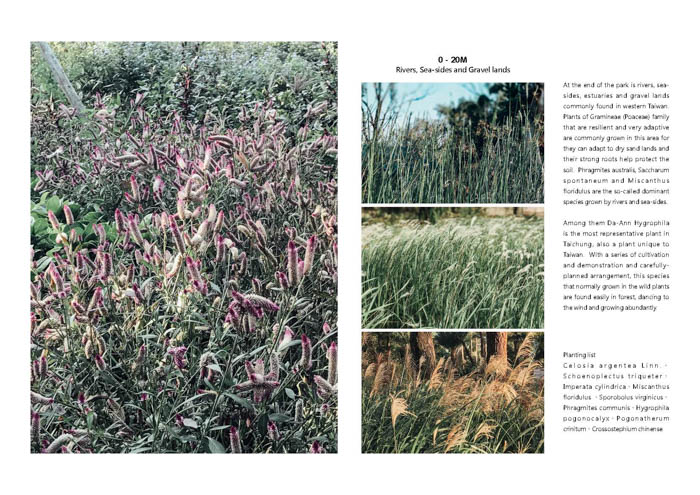 0 - 20M
Rivers, Sea-sides and Gravel lands
At the end of the park is rivers, sea-
sides, estuaries and gravel lands
commonly found in western Taiwan.
Plants of Gramineae (Poaceae) family
that are resilient and very adaptive
are commonly grown in this area for
they can adapt to dry sand lands and
their strong roots help protect the
soil. Phragmites australis, Saccharum
spontaneum and Miscanthus
floridulus are the so-called dominant
species grown by rivers and sea-sides.
Among them Da-Ann Hygrophila
is the most representative plant in
Taichung, also a plant unique to
Taiwan. With a series of cultivation
and demonstration and carefully-
planned arrangement, this species
that normally grown in the wild plants
are found easily in forest, dancing to
the wind and growing abundantly
Planting list
Celosia argentea Linn. ·
Schoenoplectus triqueter ·
Imperata cylindrica · Miscanthus
floridulus · Sporobolus virginicus ·
Phragmites communis · Hygrophila
pogonocalyx · Pogonatherum
crinitum · Crossostephium chinense